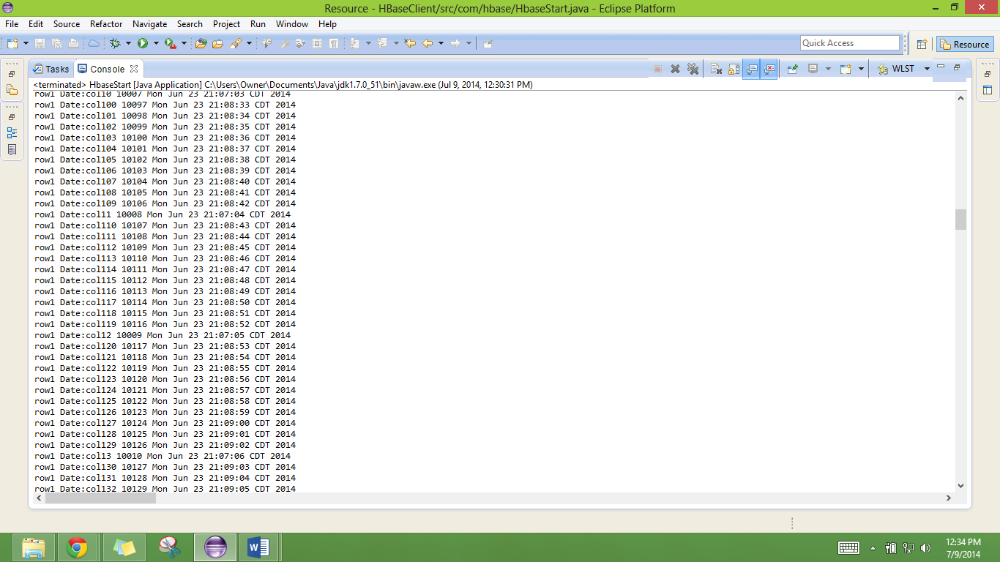 Resource - HBaseClient/src/com/hbase/HbaseStart.java - Eclipse Platform
File Edit Source Refactor Navigate Search Project Run Window Help
Quick Access
Resource
Tasks Console
WLST
<terminated> HbaseStart [Java Application] C:\Users\Owner\Documents\Java\jdk1.7.0_51\bin\javaw.exe (Jul 9, 2014, 12:30:31 PM)
row1 Date:col10 10007 Mon Jun 23 21:07:03 CDT 2014
row1 Date:col100 10097 Mon Jun 23 21:08:33 CDT 2014
row1 Date:col101 10098 Mon Jun 23 21:08:34 CDT 2014
row1 Date:col102 10099 Mon Jun 23 21:08:35 CDT 2014
row1 Date:col103 10100 Mon Jun 23 21:08:36 CDT 2014
row1 Date:col104 10101 Mon Jun 23 21:08:37 CDT 2014
row1 Date:col105 10102 Mon Jun 23 21:08:38 CDT 2014
row1 Date:col106 10103 Mon Jun 23 21:08:39 CDT 2014
row1 Date:col107 10104 Mon Jun 23 21:08:40 CDT 2014
row1 Date:col108 10105 Mon Jun 23 21:08:41 CDT 2014
row1 Date:col109 10106 Mon Jun 23 21:08:42 CDT 2014
row1 Date:col11 10008 Mon Jun 23 21:07:04 CDT 2014
row1 Date:col110 10107 Mon Jun 23 21:08:43 CDT 2014
row1 Date:col111 10108 Mon Jun 23 21:08:44 CDT 2014
row1 Date:col112 10109 Mon Jun 23 21:08:45 CDT 2014
row1 Date:col113 10110 Mon Jun 23 21:08:46 CDT 2014
row1 Date:col114 10111 Mon Jun 23 21:08:47 CDT 2014
row1 Date:col115 10112 Mon Jun 23 21:08:48 CDT 2014
row1 Date:col116 10113 Mon Jun 23 21:08:49 CDT 2014
row1 Date:col117 10114 Mon Jun 23 21:08:50 CDT 2014
row1 Date:col118 10115 Mon Jun 23 21:08:51 CDT 2014
row1 Date:col119 10116 Mon Jun 23 21:08:52 CDT 2014
row1 Date:col12 10009 Mon Jun 23 21:07:05 CDT 2014
row1 Date:col120 10117 Mon Jun 23 21:08:53 CDT 2014
row1 Date:col121 10118 Mon Jun 23 21:08:54 CDT 2014
row1 Date:col122 10119 Mon Jun 23 21:08:55 CDT 2014
row1 Date:col123 10120 Mon Jun 23 21:08:56 CDT 2014
row1 Date:col124 10121 Mon Jun 23 21:08:57 CDT 2014
row1 Date:col125 10122 Mon Jun 23 21:08:58 CDT 2014
row1 Date:col126 10123 Mon Jun 23 21:08:59 CDT 2014
row1 Date:col127 10124 Mon Jun 23 21:09:00 CDT 2014
row1 Date:col128 10125 Mon Jun 23 21:09:01 CDT 2014
row1 Date:col129 10126 Mon Jun 23 21:09:02 CDT 2014
row1 Date:col13 10010 Mon Jun 23 21:07:06 CDT 2014
row1 Date:col130 10127 Mon Jun 23 21:09:03 CDT 2014
row1 Date:col131 10128 Mon Jun 23 21:09:04 CDT 2014
row1 Date:col132 10129 Mon Jun 23 21:09:05 CDT 2014
12:34 PM
7/9/2014